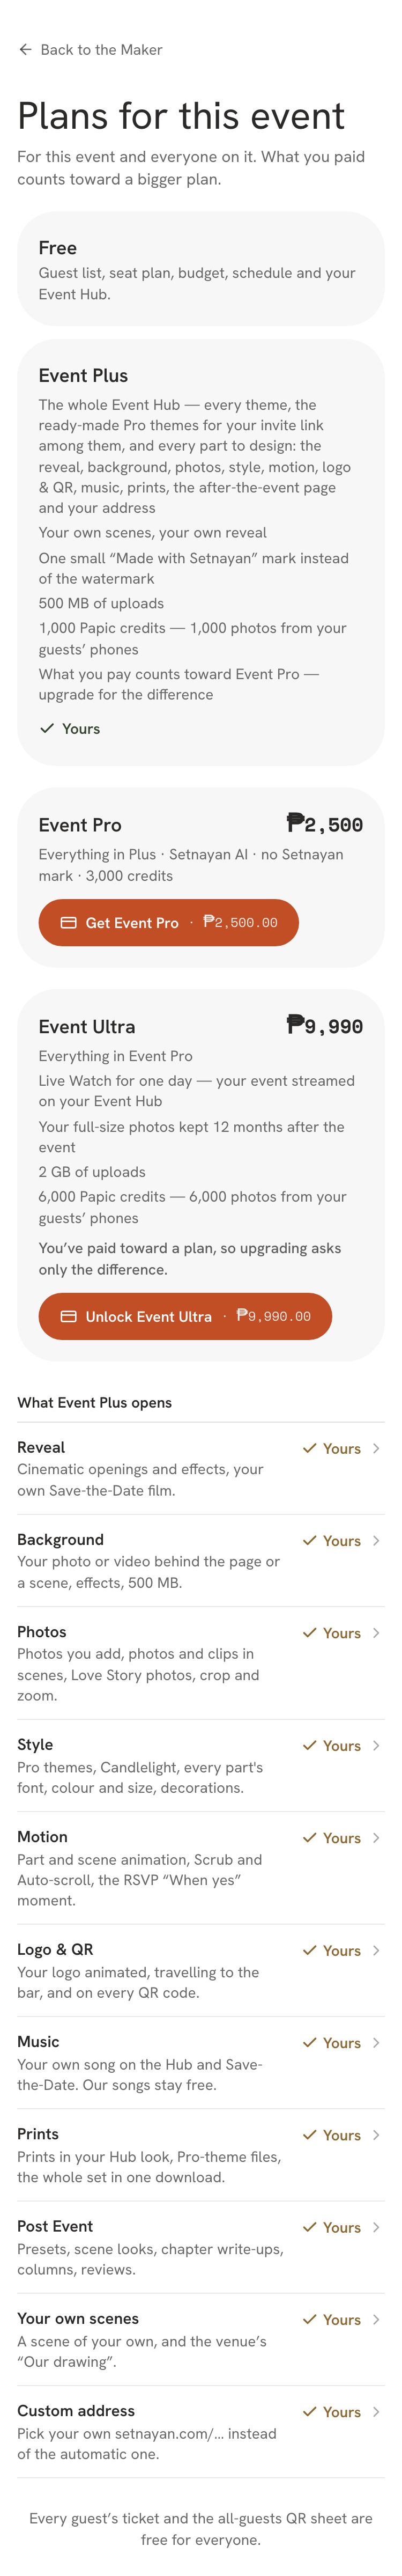 Back to the Maker
Plans for this event
For this event and everyone on it. What you paid
counts toward a bigger plan.
Free
Guest list, seat plan, budget, schedule and your
Event Hub.
Event Plus
The whole Event Hub — every theme, the
ready-made Pro themes for your invite link
among them, and every part to design: the
reveal, background, photos, style, motion, logo
& QR, music, prints, the after-the-event page
and your address
Your own scenes, your own reveal
One small “Made with Setnayan” mark instead
of the watermark
500 MB of uploads
1,000 Papic credits — 1,000 photos from your
guests’ phones
What you pay counts toward Event Pro —
upgrade for the difference
Yours
Event Pro ₱2,500
Everything in Plus · Setnayan AI · no Setnayan
mark · 3,000 credits
Get Event Pro · ₱2,500.00
Event Ultra ₱9,990
Everything in Event Pro
Live Watch for one day — your event streamed
on your Event Hub
Your full-size photos kept 12 months after the
event
2 GB of uploads
6,000 Papic credits — 6,000 photos from your
guests’ phones
You’ve paid toward a plan, so upgrading asks
only the difference.
Unlock Event Ultra · ₱9,990.00
What Event Plus opens
Reveal Yours
Cinematic openings and effects, your
own Save-the-Date film.
Background Yours
Your photo or video behind the page or
a scene, effects, 500 MB.
Photos Yours
Photos you add, photos and clips in
scenes, Love Story photos, crop and
zoom.
Style Yours
Pro themes, Candlelight, every part's
font, colour and size, decorations.
Motion Yours
Part and scene animation, Scrub and
Auto-scroll, the RSVP “When yes”
moment.
Logo & QR Yours
Your logo animated, travelling to the
bar, and on every QR code.
Music Yours
Your own song on the Hub and Save-
the-Date. Our songs stay free.
Prints Yours
Prints in your Hub look, Pro-theme files,
the whole set in one download.
Post Event Yours
Presets, scene looks, chapter write-ups,
columns, reviews.
Your own scenes Yours
A scene of your own, and the venue’s
“Our drawing”.
Custom address Yours
Pick your own setnayan.com/… instead
of the automatic one.
Every guest’s ticket and the all-guests QR sheet are
free for everyone.